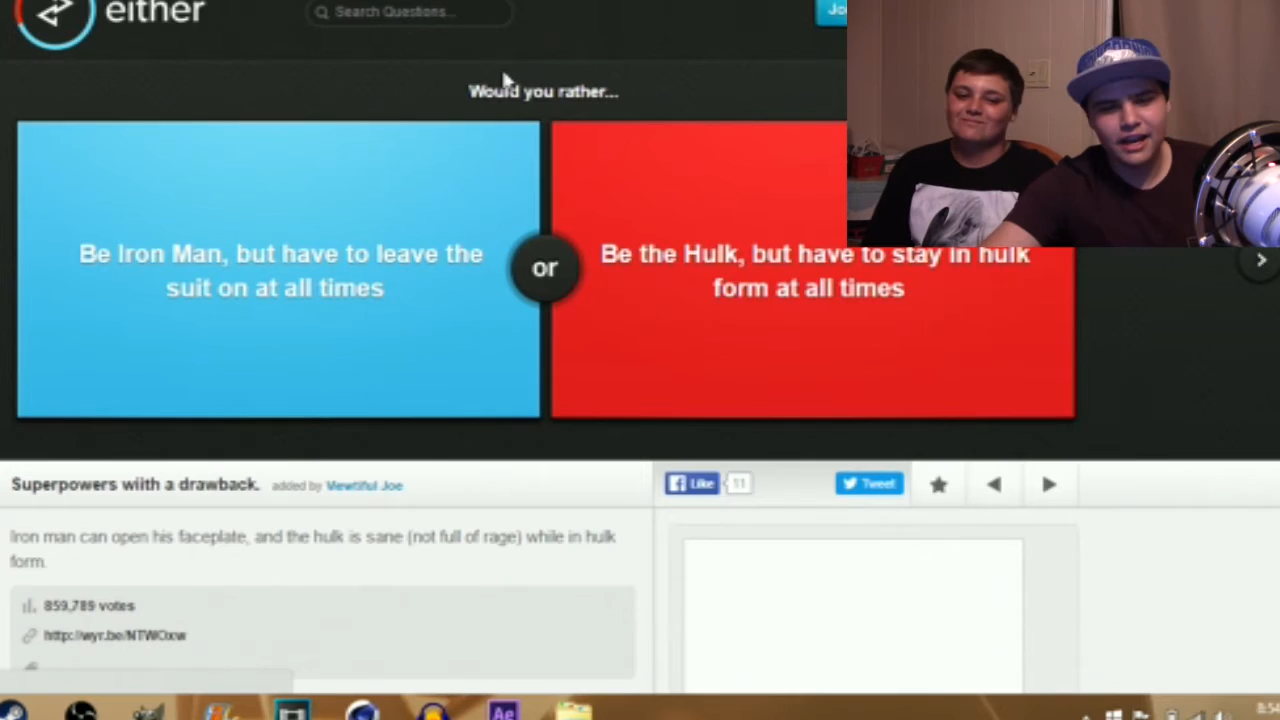 either
Search Questions...
Would you rather...
Be Iron Man, but have to leave the
suit on at all times
or
Be the Hulk, but have to stay in hulk
form at all times
Superpowers wiith a drawback. added by Viewtiful Joe
Like 11
Tweet
Iron man can open his faceplate, and the hulk is sane (not full of rage) while in hulk
form.
859,789 votes
http://wyr.be/NTWOxw
Ae